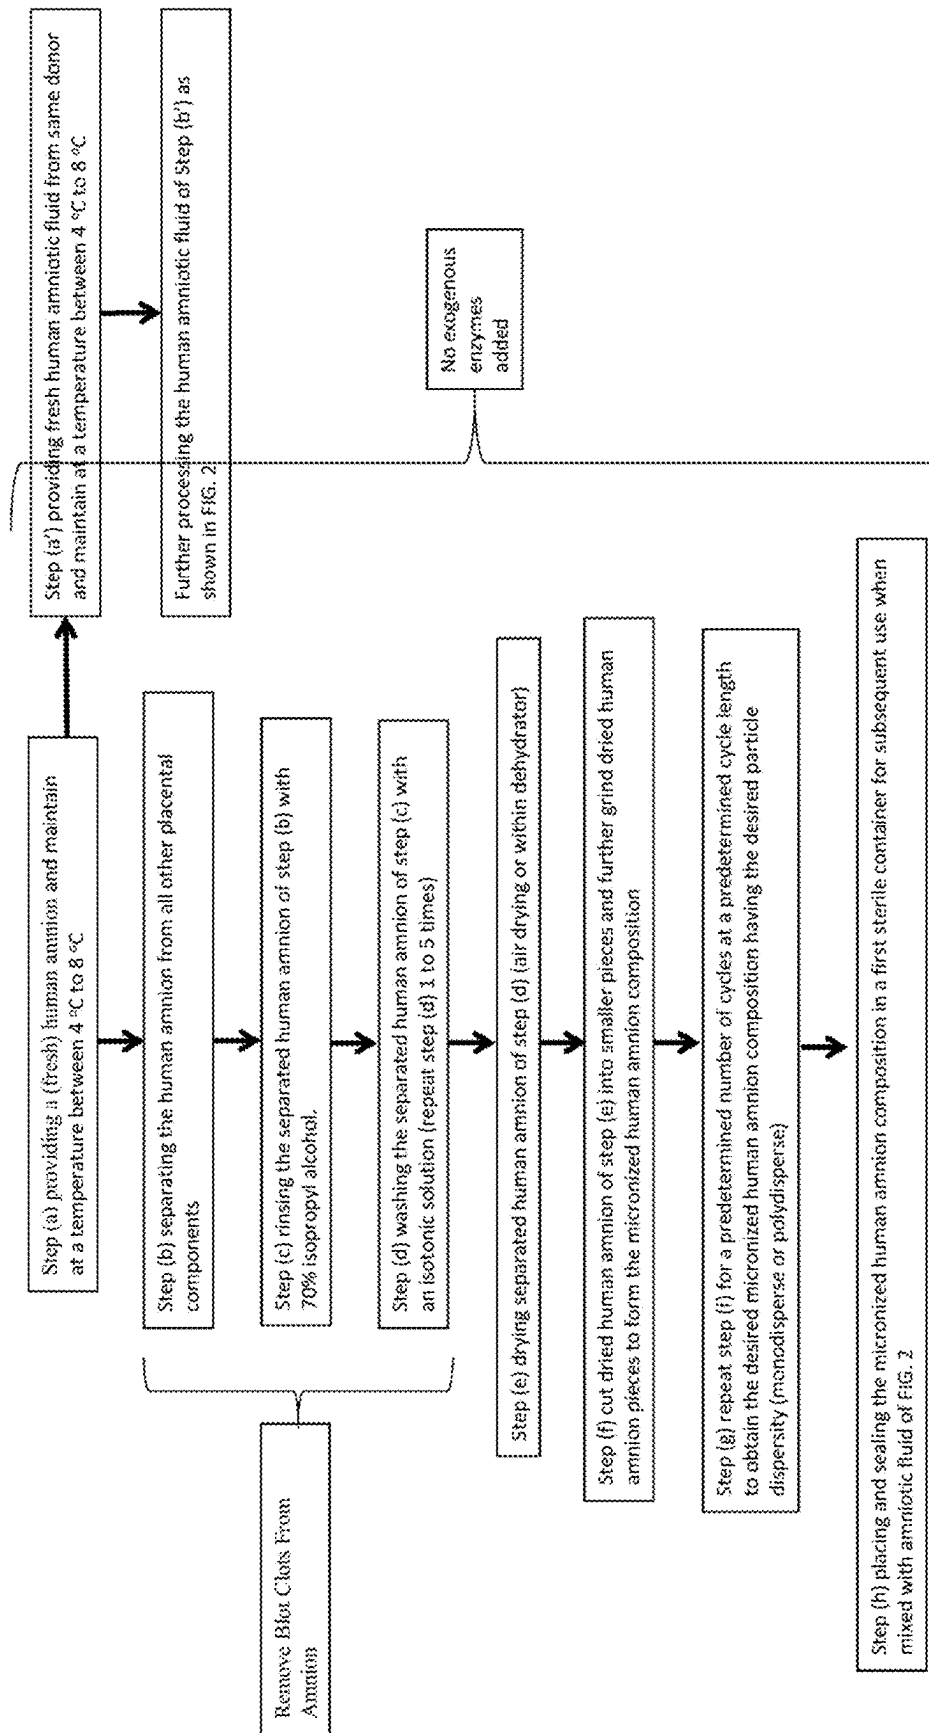 Step (a) providing a (fresh) human amnion and maintain
at a temperature between 4 °C to 8 °C
Step (a') providing fresh human amniotic fluid from same donor
and maintain at a temperature between 4 °C to 8 °C
Further processing the human amniotic fluid of Step (b') as
shown in FIG. 2
Remove Blot Clots From
Amnion
Step (b) separating the human amnion from all other placental
components
Step (c) rinsing the separated human amnion of step (b) with
70% isopropyl alcohol.
Step (d) washing the separated human amnion of step (c) with
an isotonic solution (repeat step (d) 1 to 5 times)
No exogenous
enzymes
added
Step (e) drying separated human amnion of step (d) (air drying or within dehydrator)
Step (f) cut dried human amnion of step (e) into smaller pieces and further grind dried human
amnion pieces to form the micronized human amnion composition
Step (g) repeat step (f) for a predetermined number of cycles at a predetermined cycle length
to obtain the desired micronized human amnion composition having the desired particle
dispersity (monodisperse or polydisperse)
Step (h) placing and sealing the micronized human amnion composition in a first sterile container for subsequent use when
mixed with amniotic fluid of FIG. 2